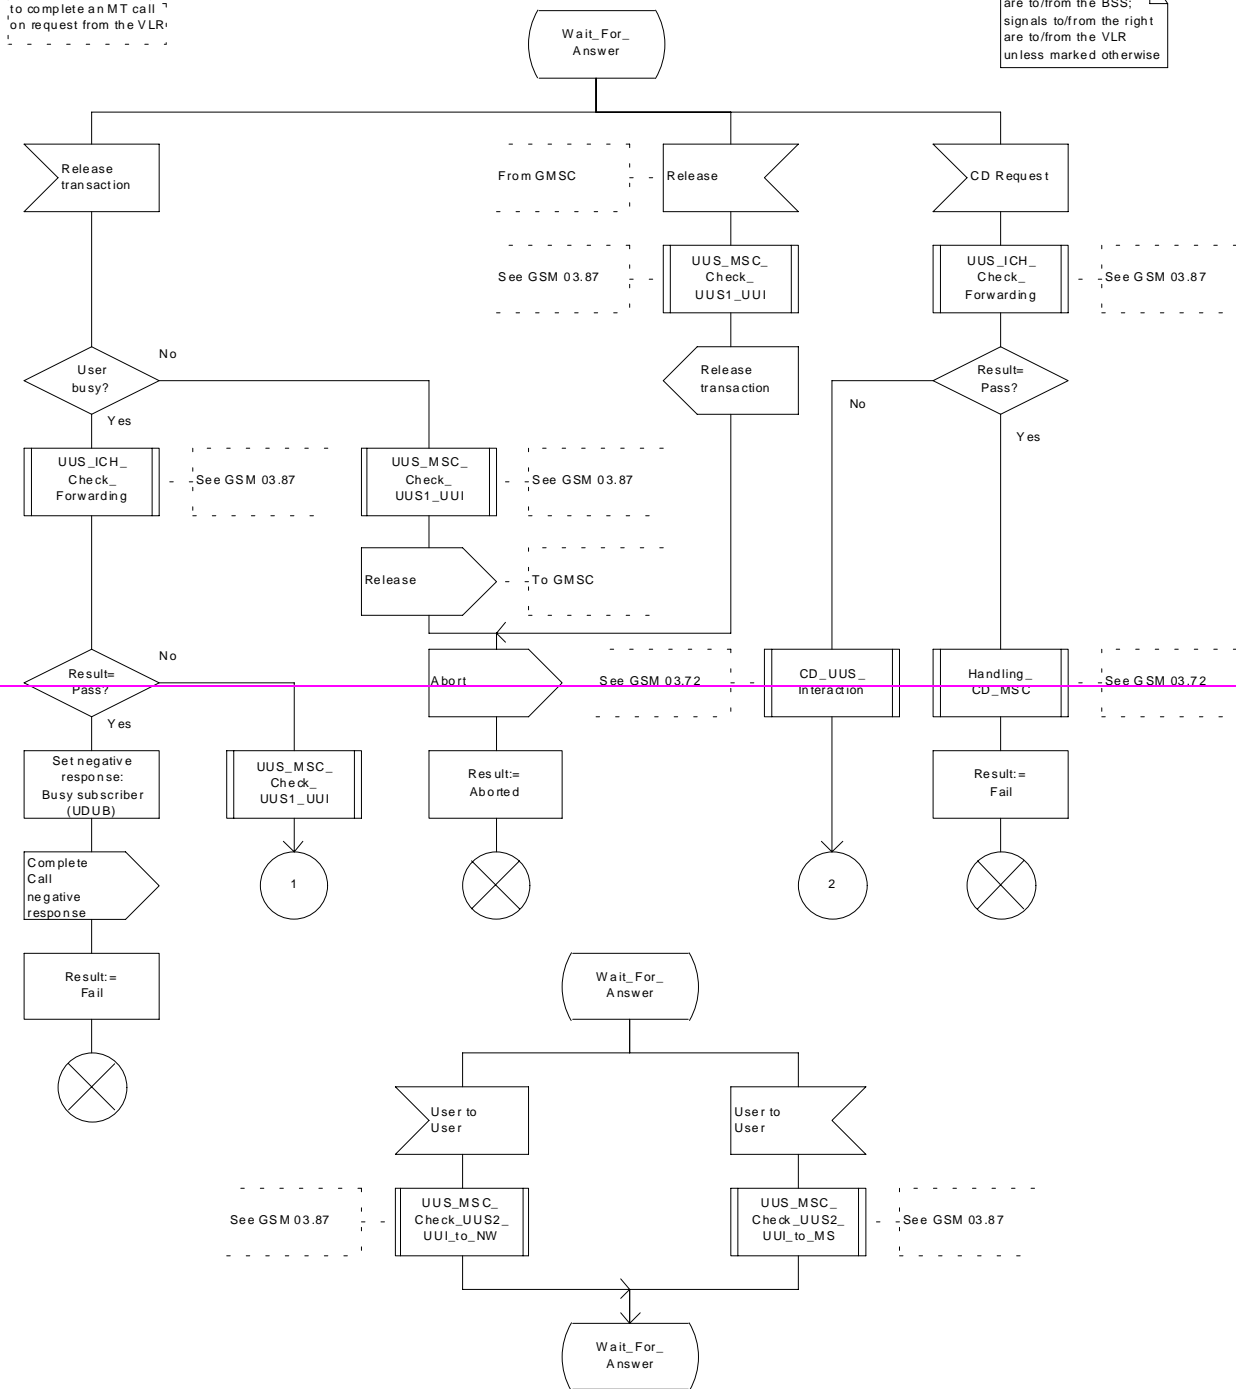 to complete an MT call
on request from the VLR
are to/from the BSS;
signals to/from the right
are to/from the VLR
unless marked otherwise
Wait_For_
Answer
Release
transaction
From GMSC
Release
CD Request
See GSM 03.87
UUS_MSC_
Check_
UUS1_UUI
UUS_ICH_
Check_
Forwarding
See GSM 03.87
User
busy?
No
Yes
Release
transaction
Result=
Pass?
No
Yes
UUS_ICH_
Check_
Forwarding
See GSM 03.87
UUS_MSC_
Check_
UUS1_UUI
See GSM 03.87
Release
To GMSC
Result=
Pass?
No
Yes
Abort
See GSM 03.72
CD_UUS_
Interaction
Handling_
CD_MSC
See GSM 03.72
Set negative
response:
Busy subscriber
(UDUB)
UUS_MSC_
Check_
UUS1_UUI
Result:=
Aborted
Result:=
Fail
Complete
Call
negative
response
1
2
Result:=
Fail
Wait_For_
Answer
User to
User
User to
User
See GSM 03.87
UUS_MSC_
Check_UUS2_
UUI_to_NW
UUS_MSC_
Check_UUS2_
UUI_to_MS
See GSM 03.87
Wait_For_
Answer